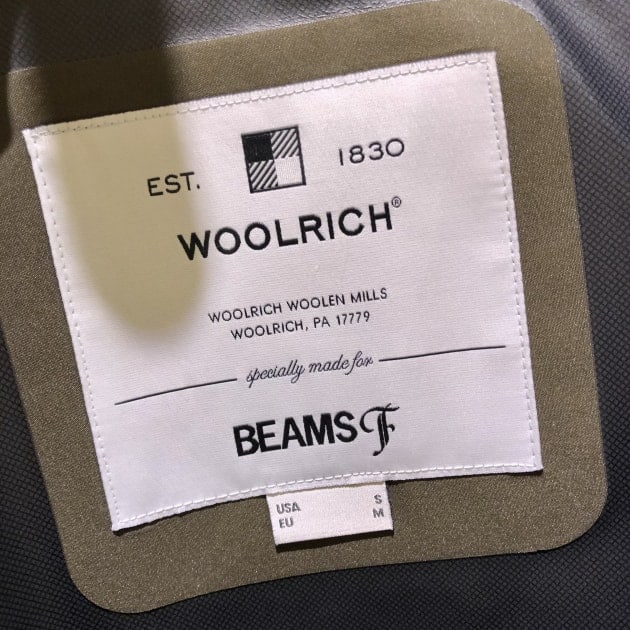 EST. 1830
WOOLRICH®
WOOLRICH WOOLEN MILLS
WOOLRICH, PA 17779
specially made for
BEAMS F
USA S
EU M